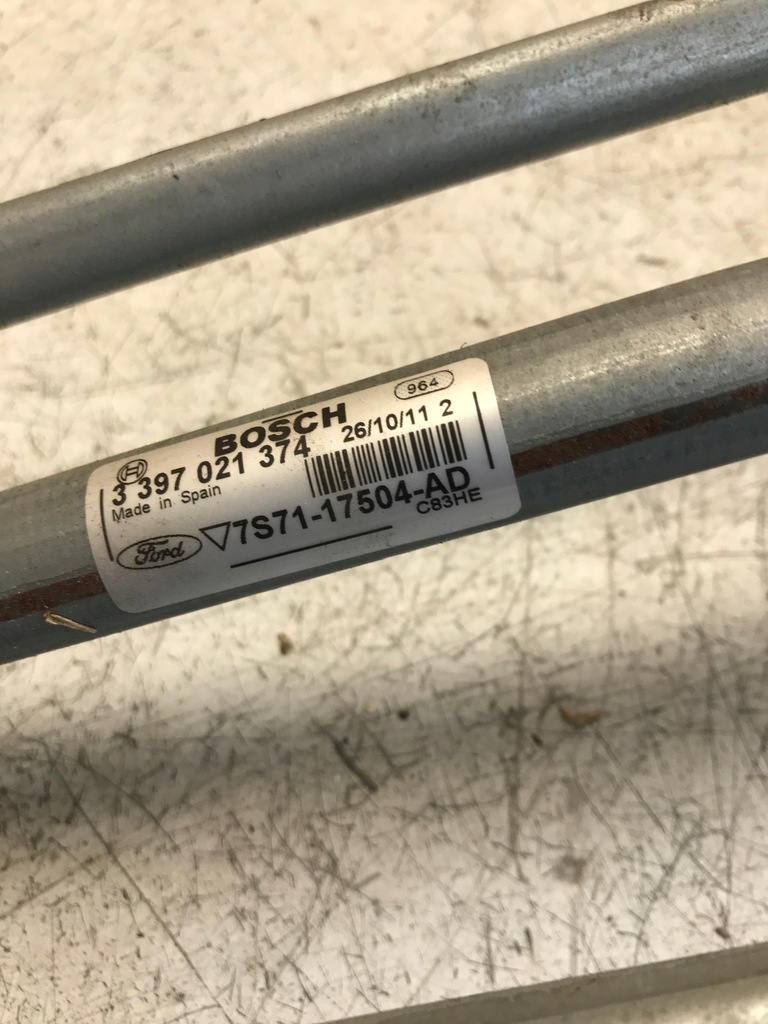 964
BOSCH
3 397 021 374 26/10/11 2
Made in Spain
Ford 7S71-17504-AD
C83HE